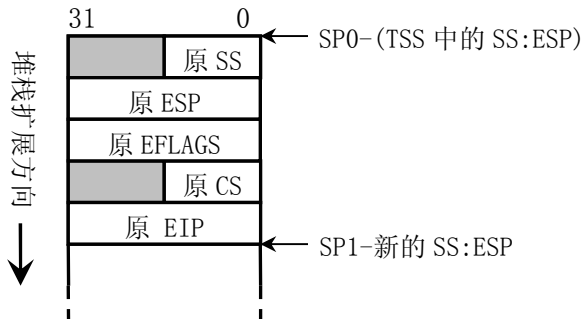 31 0
SP0-(TSS 中的 SS:ESP)
原 SS
原 ESP
原 EFLAGS
原 CS
原 EIP
SP1-新的 SS:ESP
堆栈扩展方向